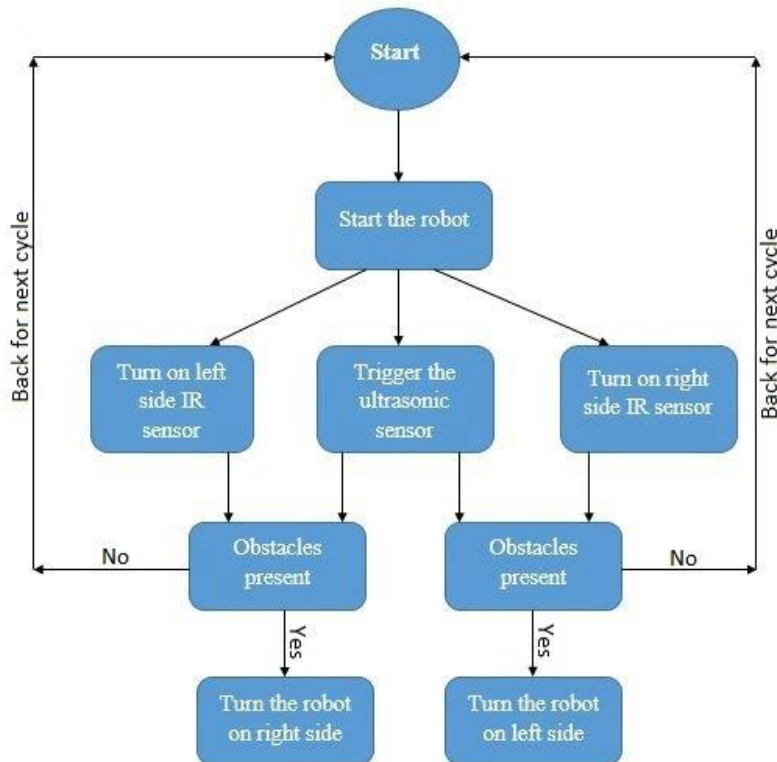 Start
Start the robot
Turn on left
side IR
sensor
Trigger the
ultrasonic
sensor
Turn on right
side IR sensor
Back for next cycle
Back for next cycle
No
Obstacles
present
Obstacles
present
No
Yes
Yes
Turn the robot
on right side
Turn the robot
on left side